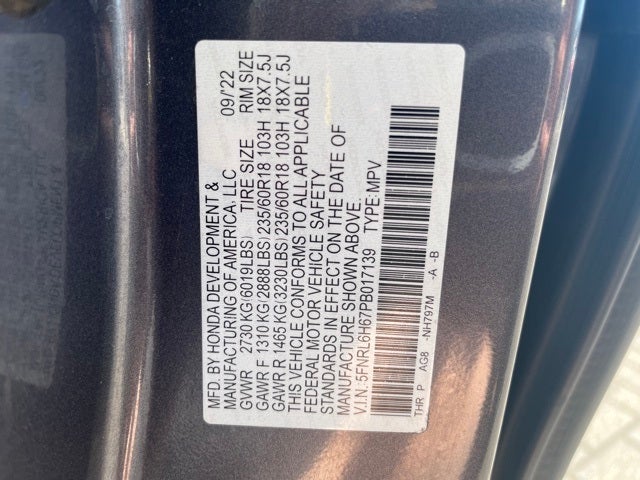 MFD. BY HONDA DEVELOPMENT &
MANUFACTURING OF AMERICA, LLC 09/'22
GVWR 2730 KG(6019LBS) TIRE SIZE RIM SIZE
GAWR F 1310 KG(2888LBS) 235/60R18 103H 18X7.5J
GAWR R 1465 KG(3230LBS) 235/60R18 103H 18X7.5J
THIS VEHICLE CONFORMS TO ALL APPLICABLE
FEDERAL MOTOR VEHICLE SAFETY
STANDARDS IN EFFECT ON THE DATE OF
MANUFACTURE SHOWN ABOVE.
V.I.N.:5FNRL6H67PB017139 TYPE:MPV
THR P AG8 -NH797M -A -B